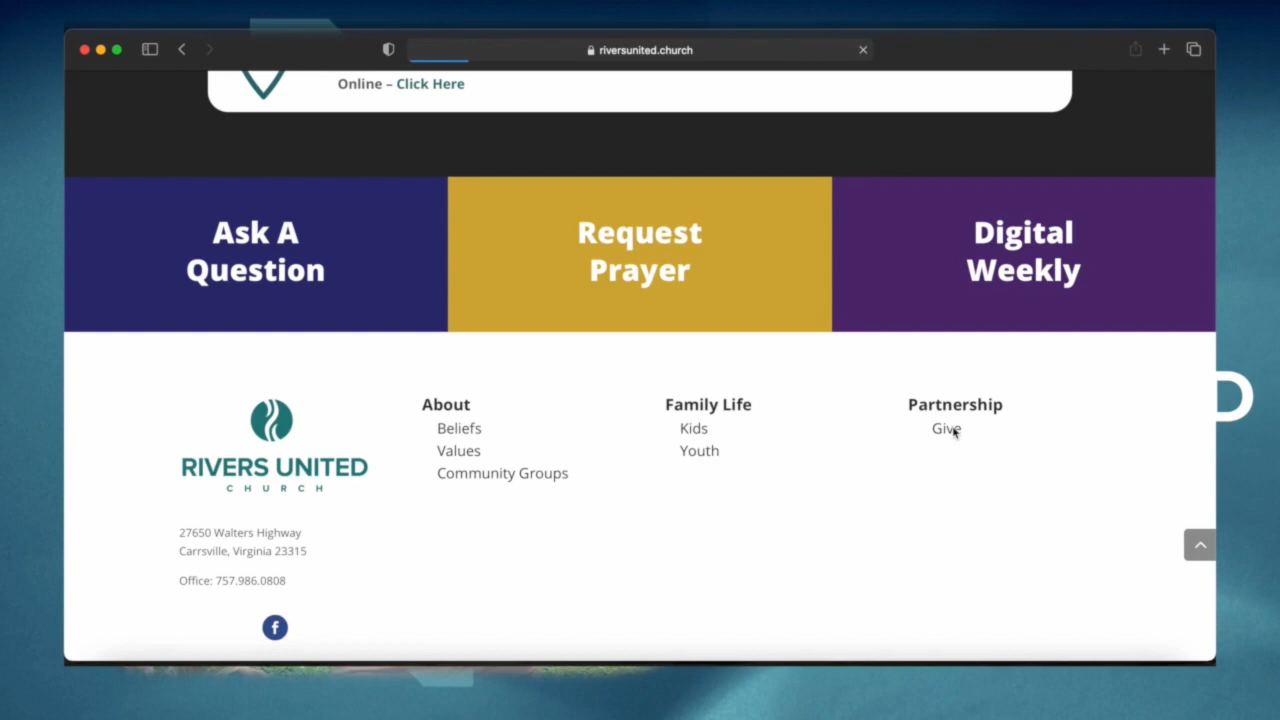 riversunited.church
Online – Click Here
Ask A
Question
Request
Prayer
Digital
Weekly
RIVERS UNITED
CHURCH
27650 Walters Highway
Carrsville, Virginia 23315
Office: 757.986.0808
About
Beliefs
Values
Community Groups
Family Life
Kids
Youth
Partnership
Give